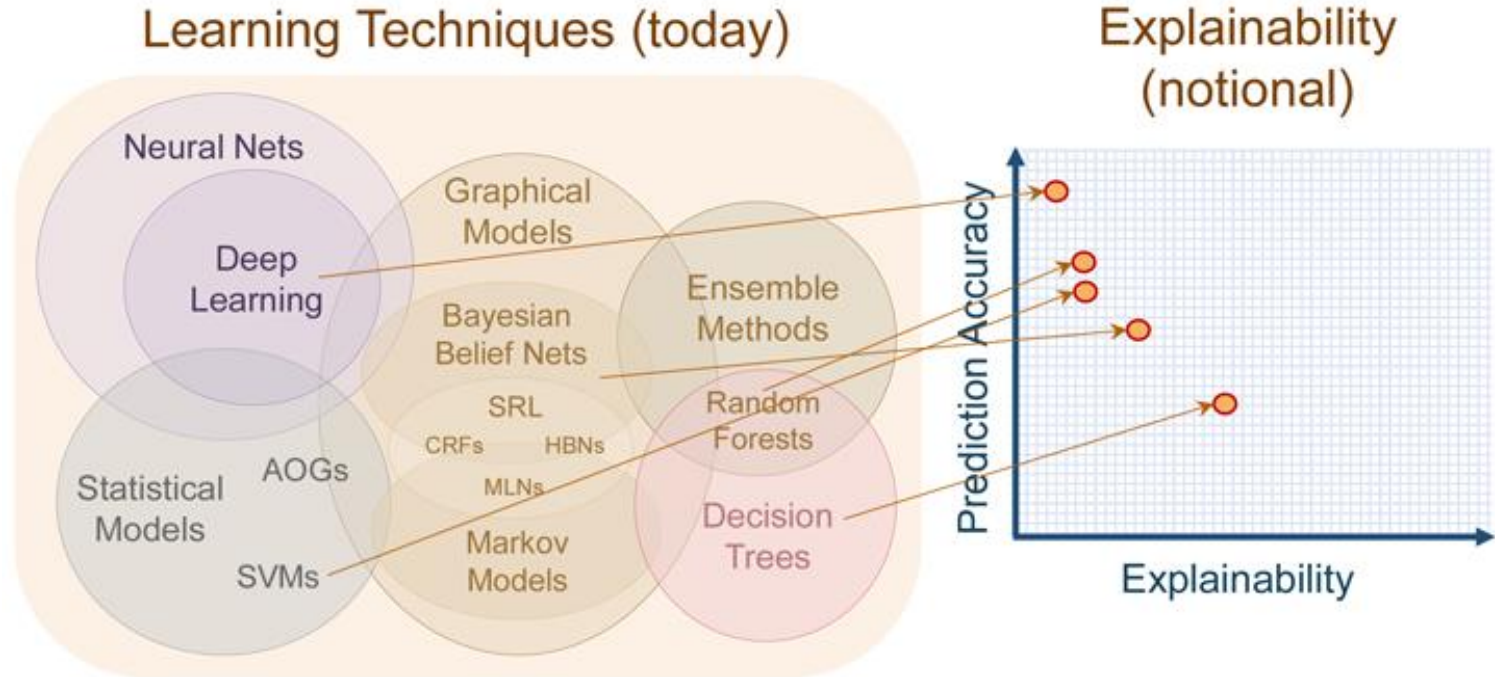 Learning Techniques (today)
Neural Nets
Deep
Learning
Graphical
Models
Bayesian
Belief Nets
SRL
CRFs
HBNs
MLNs
Markov
Models
Ensemble
Methods
Random
Forests
Decision
Trees
Statistical
Models
AOGs
SVMs
Explainability
(notional)
Prediction Accuracy
Explainability